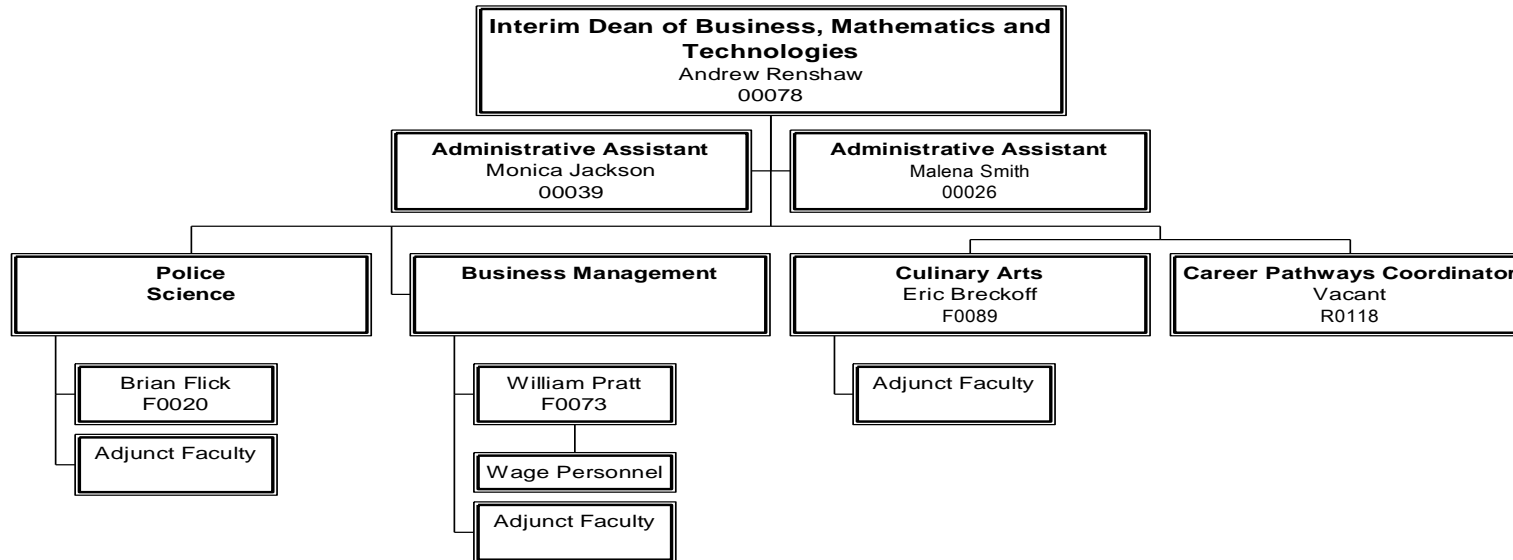 Interim Dean of Business, Mathematics and
Technologies
Andrew Renshaw
00078
Administrative Assistant
Monica Jackson
00039
Administrative Assistant
Malena Smith
00026
Police
Science
Business Management
Culinary Arts
Eric Breckoff
F0089
Career Pathways Coordinator
Vacant
R0118
Brian Flick
F0020
Adjunct Faculty
William Pratt
F0073
Wage Personnel
Adjunct Faculty
Adjunct Faculty